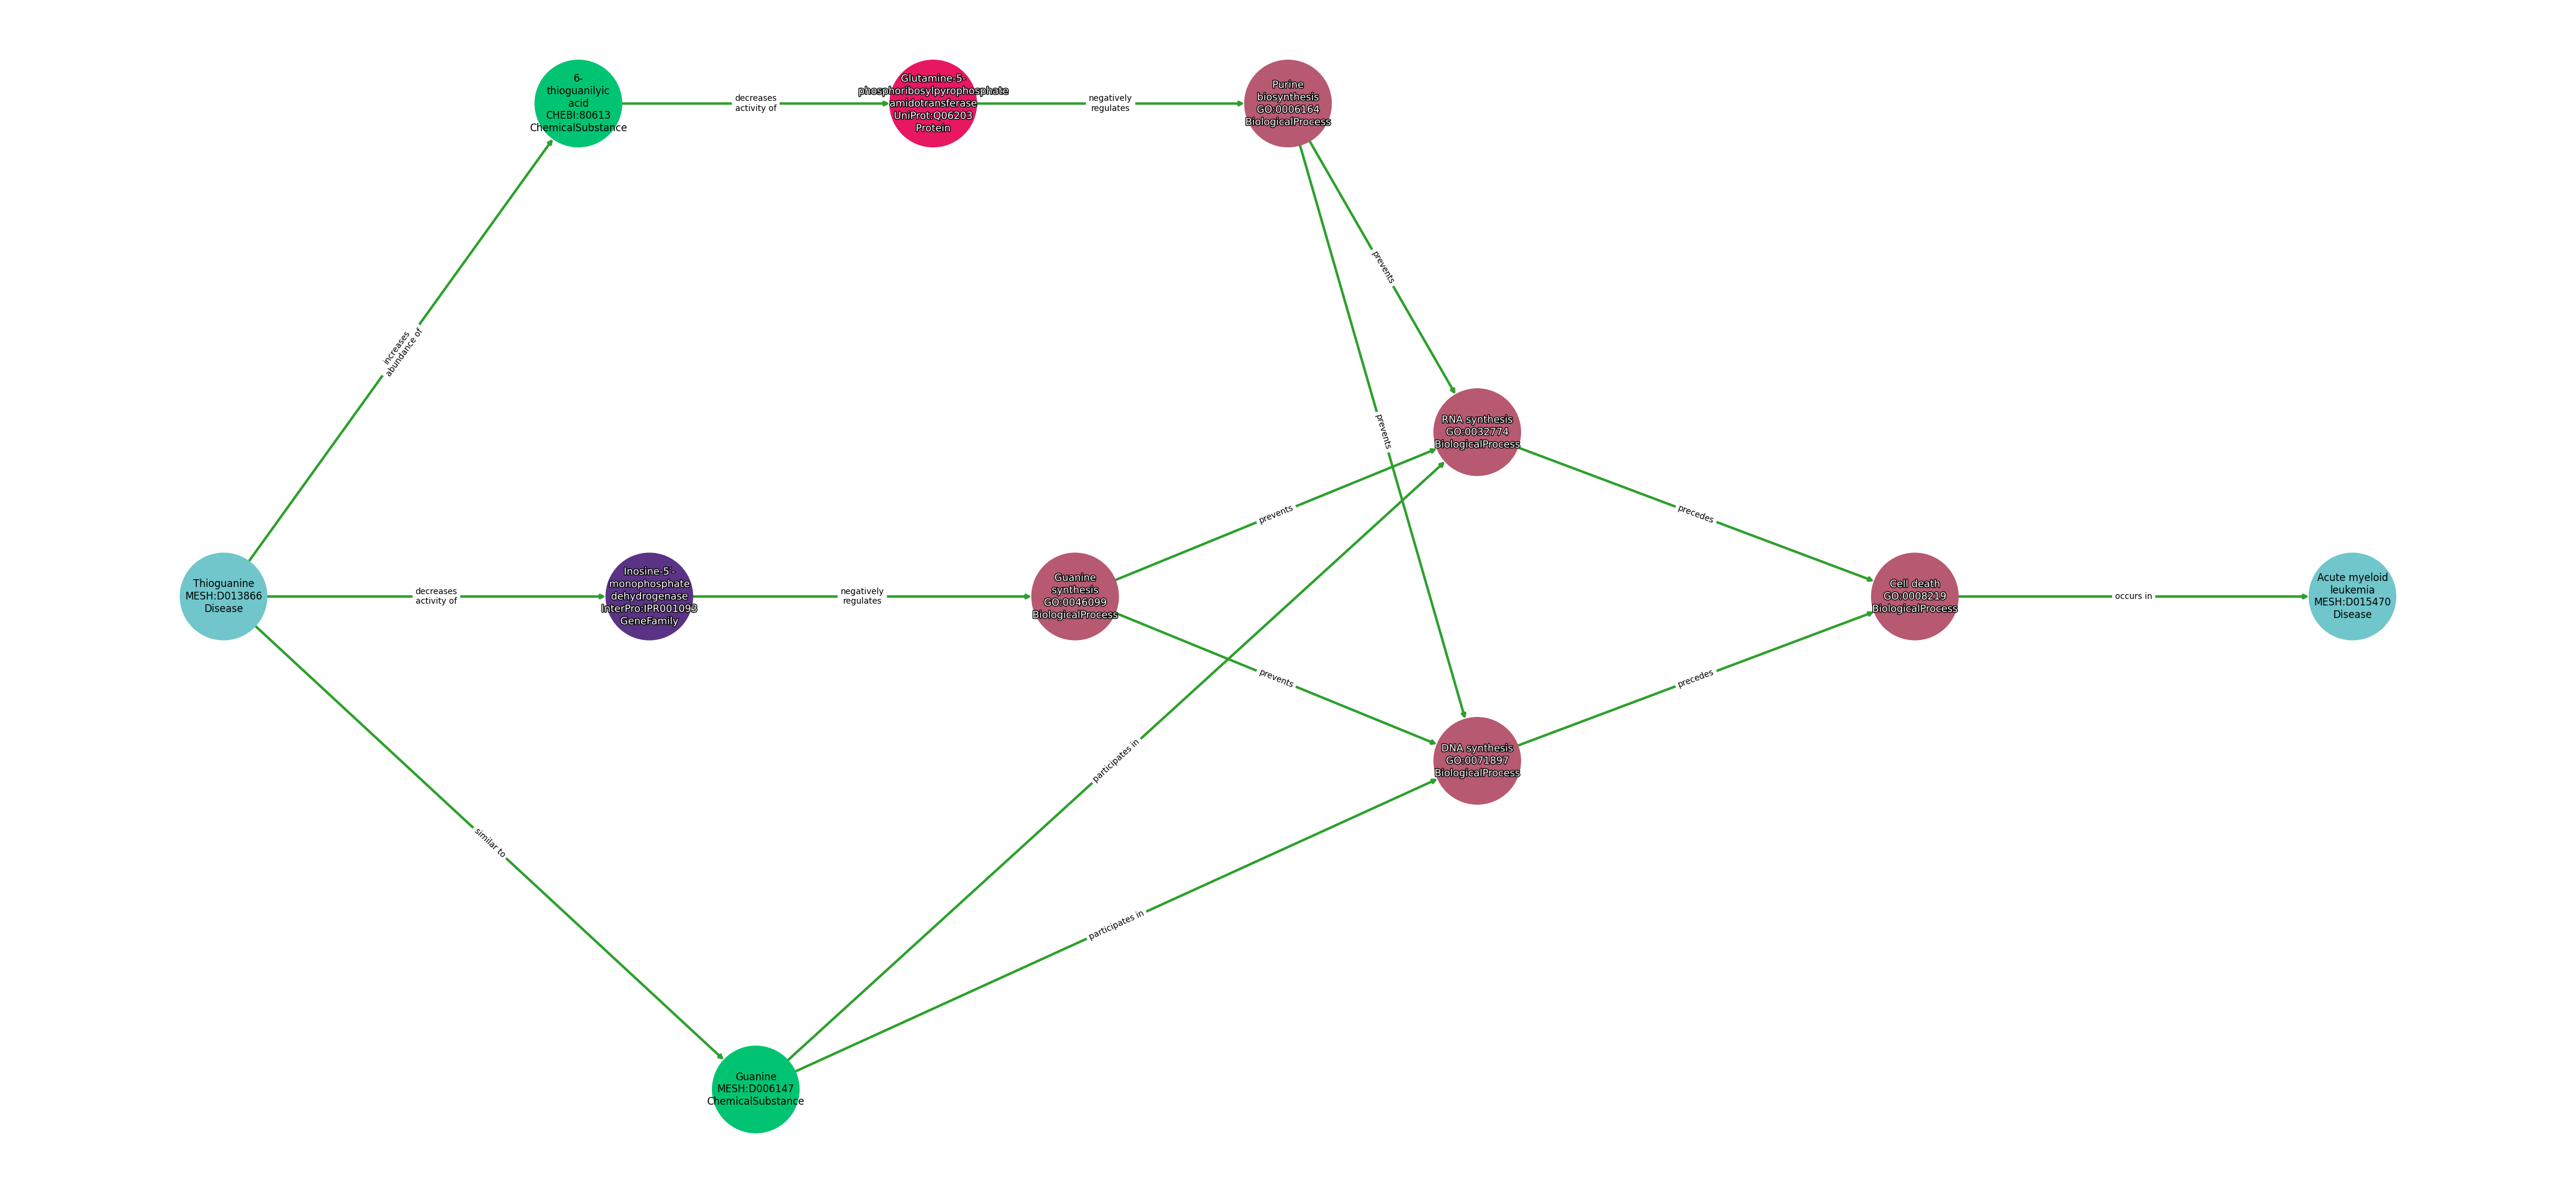 6-
thioguanilyic
acid
CHEBI:80613
ChemicalSubstance
decreases
activity of
Glutamine-5-
phosphoribosylpyrophosphate
amidotransferase
UniProt:Q06203
Protein
negatively
regulates
Purine
biosynthesis
GO:0006164
BiologicalProcess
increases
abundance of
prevents
prevents
RNA synthesis
GO:0032774
BiologicalProcess
Thioguanine
MESH:D013866
Disease
decreases
activity of
Inosine-5'-
monophosphate
dehydrogenase
InterPro:IPR001093
GeneFamily
negatively
regulates
Guanine
synthesis
GO:0046099
BiologicalProcess
prevents
prevents
precedes
precedes
Cell death
GO:0008219
BiologicalProcess
occurs in
Acute myeloid
leukemia
MESH:D015470
Disease
DNA synthesis
GO:0071897
BiologicalProcess
similar to
participates in
participates in
Guanine
MESH:D006147
ChemicalSubstance